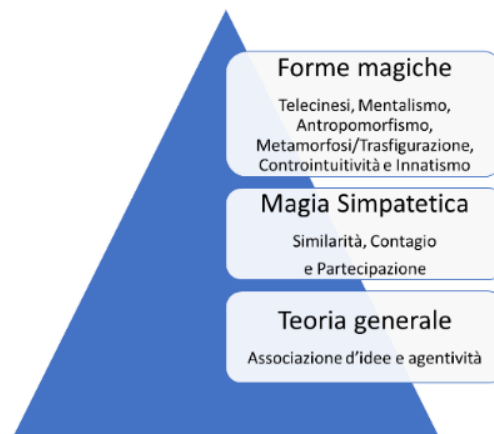 Forme magiche
Telecinesi, Mentalismo,
Antropomorfismo,
Metamorfosi/Trasfigurazione,
Controintuitività e Innatismo
Magia Simpatetica
Similarità, Contagio
e Partecipazione
Teoria generale
Associazione d'idee e agentività